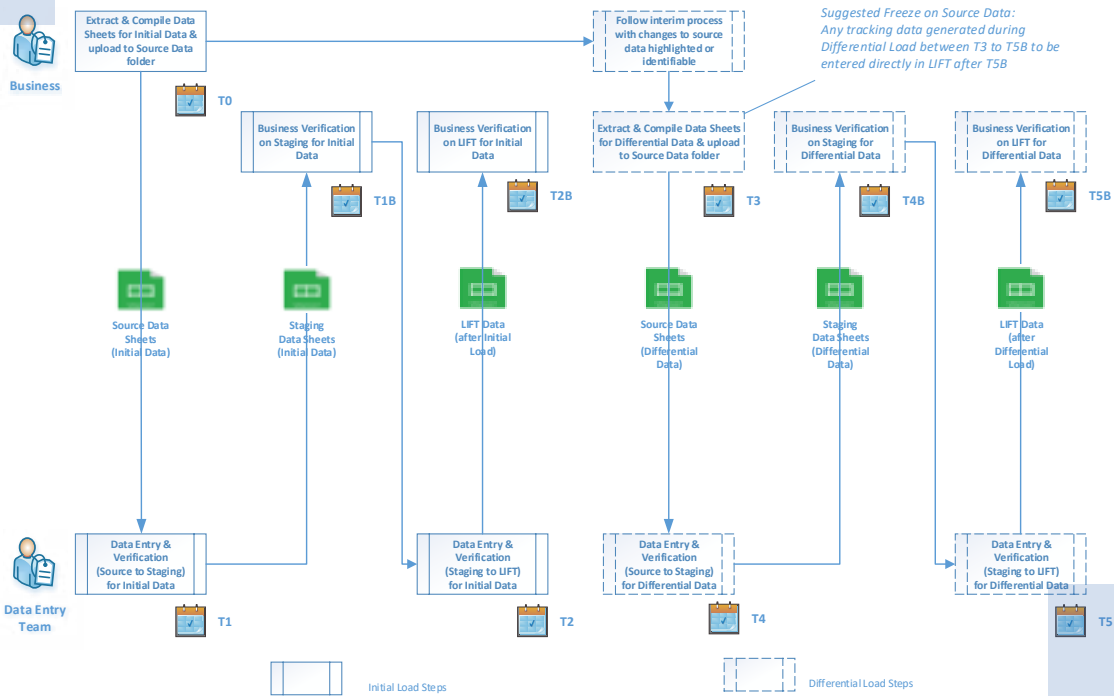 Extract & Compile Data
Sheets for Initial Data &
upload to Source Data
folder
Follow interim process
with changes to source
data highlighted or
identifiable
Suggested Freeze on Source Data:
Any tracking data generated during
Differential Load between T3 to T5B to be
entered directly in LIFT after T5B
Business
T0
Business Verification
on Staging for Initial
Data
Business Verification
on LIFT for Initial
Data
Extract & Compile Data Sheets
for Differential Data & upload
to Source Data folder
Business Verification
on Staging for
Differential Data
Business Verification
on LIFT for
Differential Data
T1B
T2B
T3
T4B
T5B
Source Data
Sheets
(Initial Data)
Staging
Data Sheets
(Initial Data)
LIFT Data
(after Initial
Load)
Source Data
Sheets
(Differential
Data)
Staging
Data Sheets
(Differential
Data)
LIFT Data
(after
Differential
Load)
Data Entry &
Verification
(Source to Staging)
for Initial Data
Data Entry &
Verification
(Staging to LIFT)
for Initial Data
Data Entry &
Verification
(Source to Staging)
for Differential Data
Data Entry &
Verification
(Staging to LIFT)
for Differential Data
Data Entry
Team
T1
T2
T4
T5
Initial Load Steps
Differential Load Steps